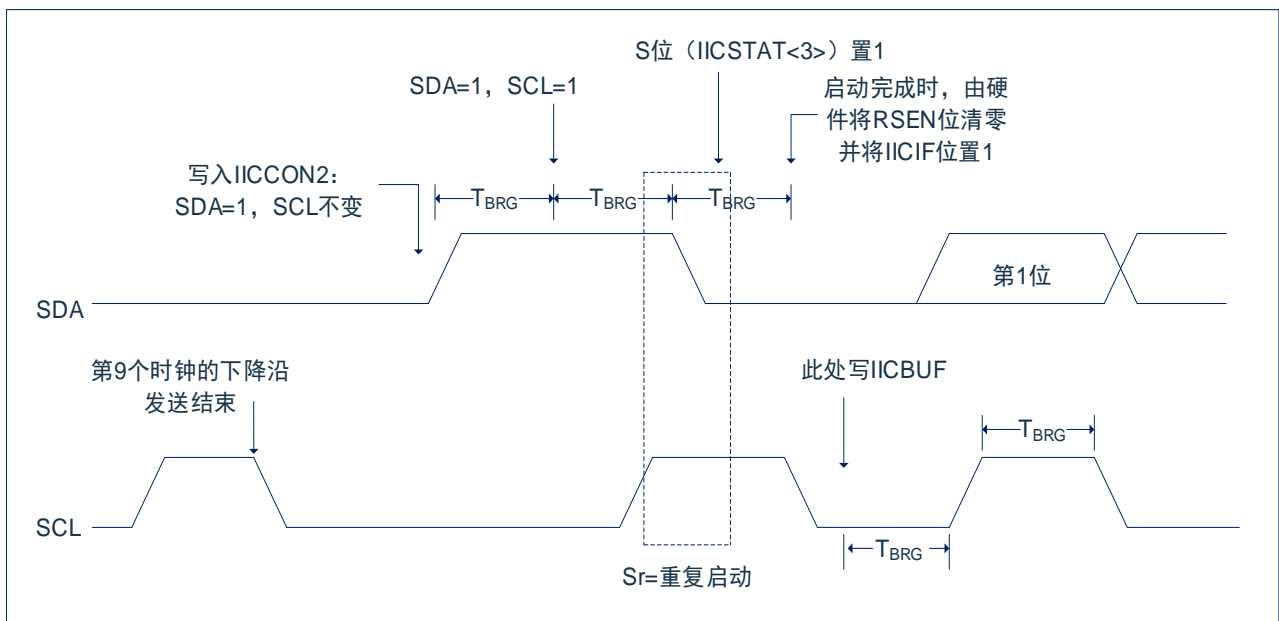 S位（IICSTAT<3>）置1
SDA=1，SCL=1
启动完成时，由硬
件将RSEN位清零
并将IICIF位置1
写入IICCON2：
SDA=1，SCL不变
TBRG
TBRG
TBRG
第1位
SDA
第9个时钟的下降沿
发送结束
此处写IICBUF
TBRG
SCL
TBRG
Sr=重复启动